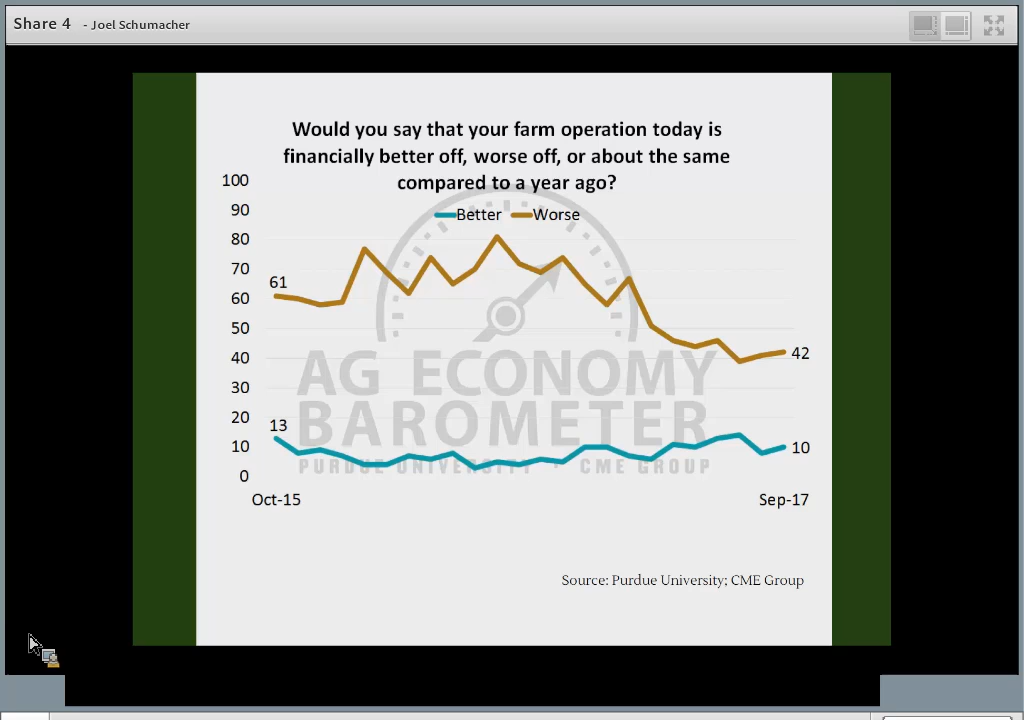 Share 4 - Joel Schumacher
Would you say that your farm operation today is
financially better off, worse off, or about the same
compared to a year ago?
Better Worse
100
90
80
70
60
50
40
30
20
10
0
61
42
13
10
AG ECONOMY
BAROMETER
PURDUE UNIVERSITY · CME GROUP
Oct-15 Sep-17
Source: Purdue University; CME Group